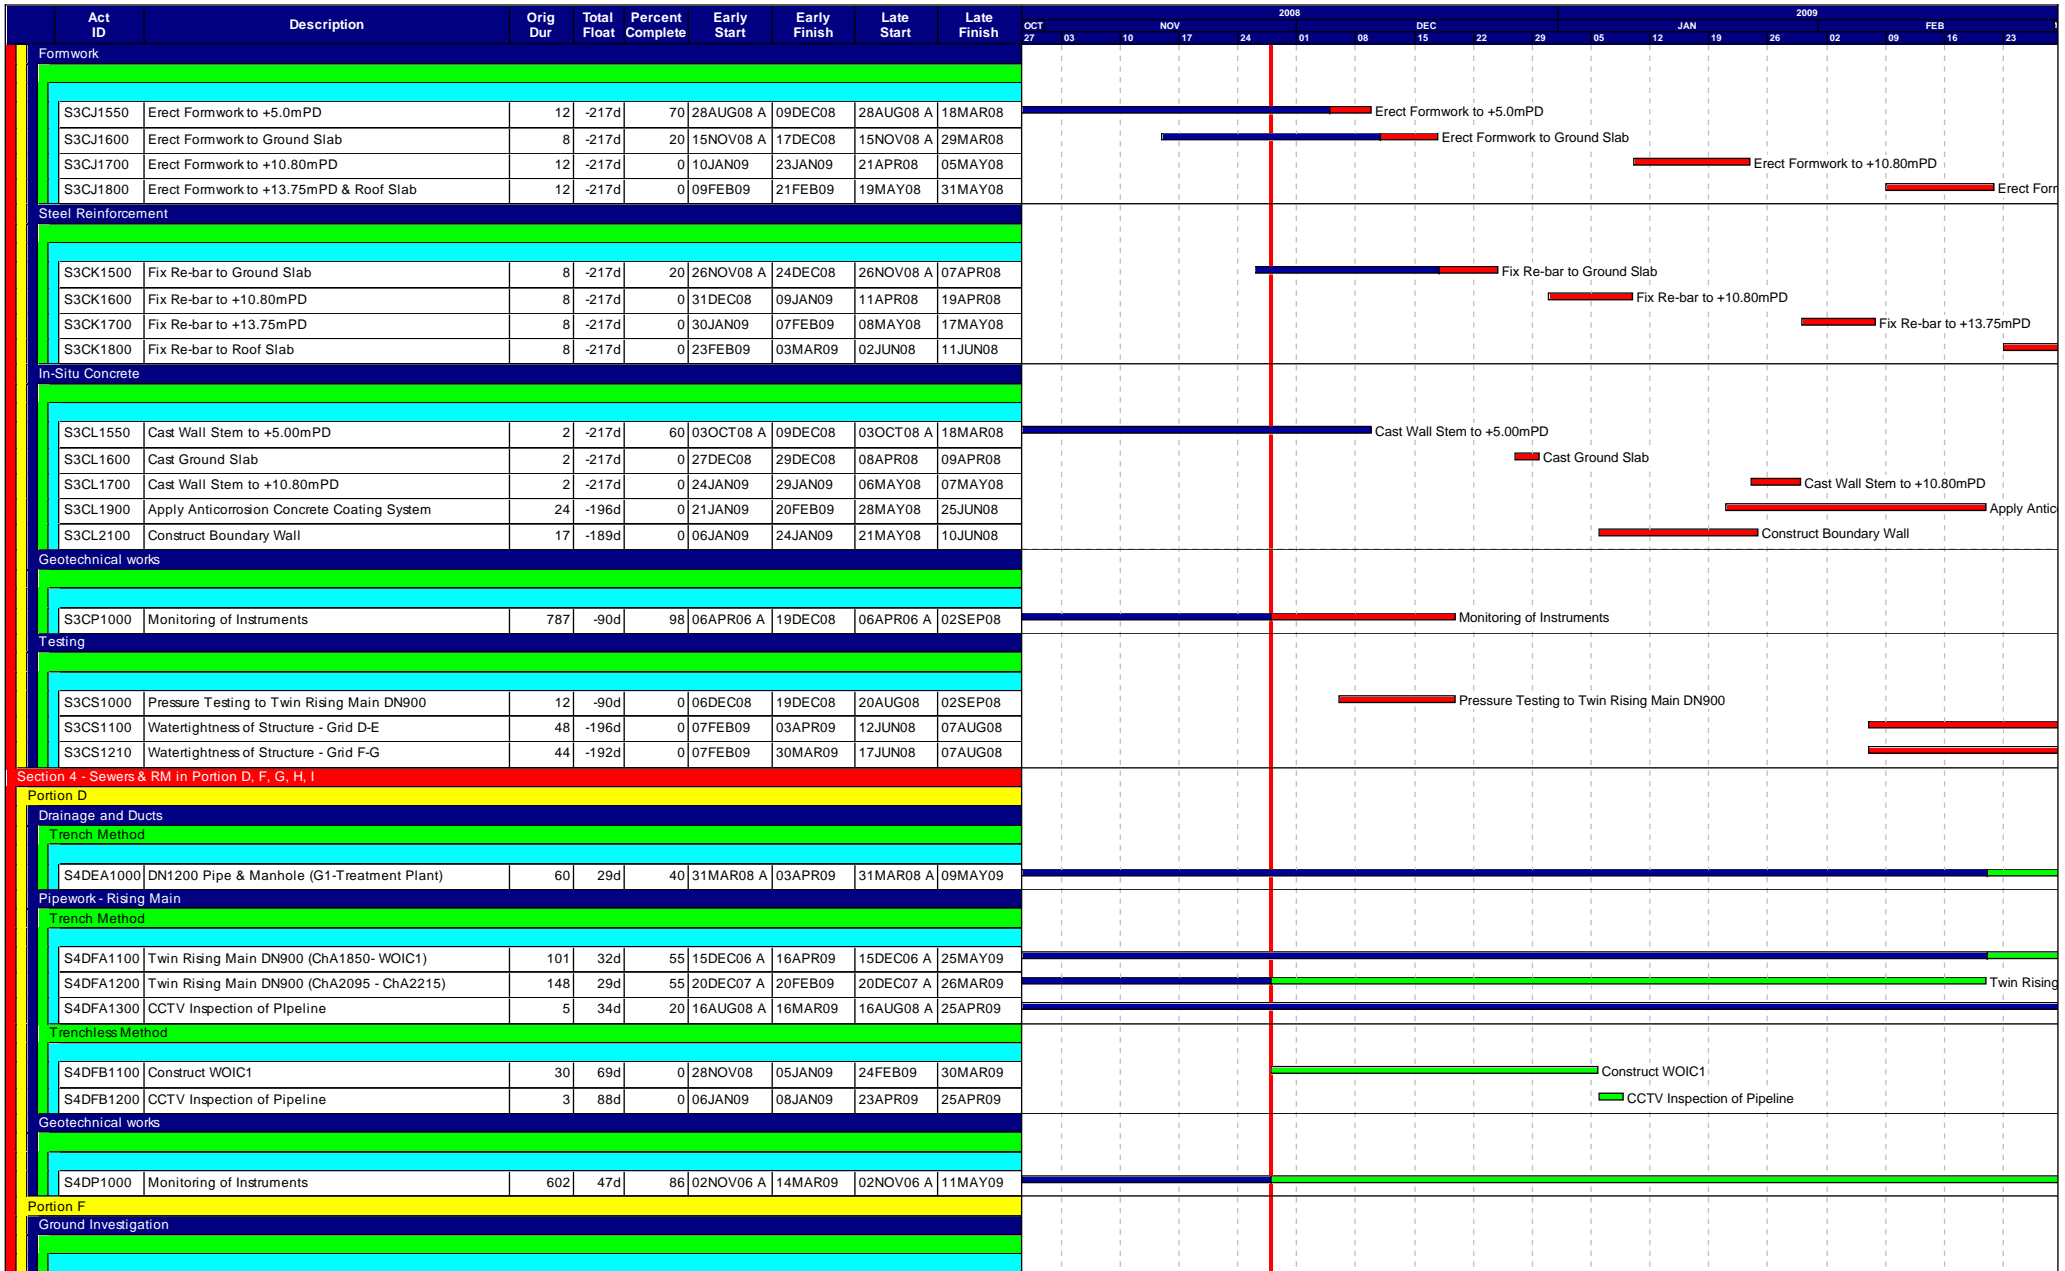 Act ID Description Orig Dur Total Float Percent Complete Early Start Early Finish Late Start Late Finish
2008 2009
OCT NOV DEC JAN FEB
27 03 10 17 24 01 08 15 22 29 05 12 19 26 02 09 16 23
Formwork
S3CJ1550 Erect Formwork to +5.0mPD 12 -217d 70 28AUG08 A 09DEC08 28AUG08 A 18MAR08 Erect Formwork to +5.0mPD
S3CJ1600 Erect Formwork to Ground Slab 8 -217d 20 15NOV08 A 17DEC08 15NOV08 A 29MAR08 Erect Formwork to Ground Slab
S3CJ1700 Erect Formwork to +10.80mPD 12 -217d 0 10JAN09 23JAN09 21APR08 05MAY08 Erect Formwork to +10.80mPD
S3CJ1800 Erect Formwork to +13.75mPD & Roof Slab 12 -217d 0 09FEB09 21FEB09 19MAY08 31MAY08 Erect Forr
Steel Reinforcement
S3CK1500 Fix Re-bar to Ground Slab 8 -217d 20 26NOV08 A 24DEC08 26NOV08 A 07APR08 Fix Re-bar to Ground Slab
S3CK1600 Fix Re-bar to +10.80mPD 8 -217d 0 31DEC08 09JAN09 11APR08 19APR08 Fix Re-bar to +10.80mPD
S3CK1700 Fix Re-bar to +13.75mPD 8 -217d 0 30JAN09 07FEB09 08MAY08 17MAY08 Fix Re-bar to +13.75mPD
S3CK1800 Fix Re-bar to Roof Slab 8 -217d 0 23FEB09 03MAR09 02JUN08 11JUN08
In-Situ Concrete
S3CL1550 Cast Wall Stem to +5.00mPD 2 -217d 60 03OCT08 A 09DEC08 03OCT08 A 18MAR08 Cast Wall Stem to +5.00mPD
S3CL1600 Cast Ground Slab 2 -217d 0 27DEC08 29DEC08 08APR08 09APR08 Cast Ground Slab
S3CL1700 Cast Wall Stem to +10.80mPD 2 -217d 0 24JAN09 29JAN09 06MAY08 07MAY08 Cast Wall Stem to +10.80mPD
S3CL1900 Apply Anticorrosion Concrete Coating System 24 -196d 0 21JAN09 20FEB09 28MAY08 25JUN08 Apply Antic
S3CL2100 Construct Boundary Wall 17 -189d 0 06JAN09 24JAN09 21MAY08 10JUN08 Construct Boundary Wall
Geotechnical works
S3CP1000 Monitoring of Instruments 787 -90d 98 06APR06 A 19DEC08 06APR06 A 02SEP08 Monitoring of Instruments
Testing
S3CS1000 Pressure Testing to Twin Rising Main DN900 12 -90d 0 06DEC08 19DEC08 20AUG08 02SEP08 Pressure Testing to Twin Rising Main DN900
S3CS1100 Watertightness of Structure - Grid D-E 48 -196d 0 07FEB09 03APR09 12JUN08 07AUG08
S3CS1210 Watertightness of Structure - Grid F-G 44 -192d 0 07FEB09 30MAR09 17JUN08 07AUG08
Section 4 - Sewers & RM in Portion D, F, G, H, I
Portion D
Drainage and Ducts
Trench Method
S4DEA1000 DN1200 Pipe & Manhole (G1-Treatment Plant) 60 29d 40 31MAR08 A 03APR09 31MAR08 A 09MAY09
Pipework - Rising Main
Trench Method
S4DFA1100 Twin Rising Main DN900 (ChA1850- WOIC1) 101 32d 55 15DEC06 A 16APR09 15DEC06 A 25MAY09
S4DFA1200 Twin Rising Main DN900 (ChA2095 - ChA2215) 148 29d 55 20DEC07 A 20FEB09 20DEC07 A 26MAR09 Twin Rising
S4DFA1300 CCTV Inspection of PIpeline 5 34d 20 16AUG08 A 16MAR09 16AUG08 A 25APR09
Trenchless Method
S4DFB1100 Construct WOIC1 30 69d 0 28NOV08 05JAN09 24FEB09 30MAR09 Construct WOIC1
S4DFB1200 CCTV Inspection of Pipeline 3 88d 0 06JAN09 08JAN09 23APR09 25APR09 CCTV Inspection of Pipeline
Geotechnical works
S4DP1000 Monitoring of Instruments 602 47d 86 02NOV06 A 14MAR09 02NOV06 A 11MAY09
Portion F
Ground Investigation